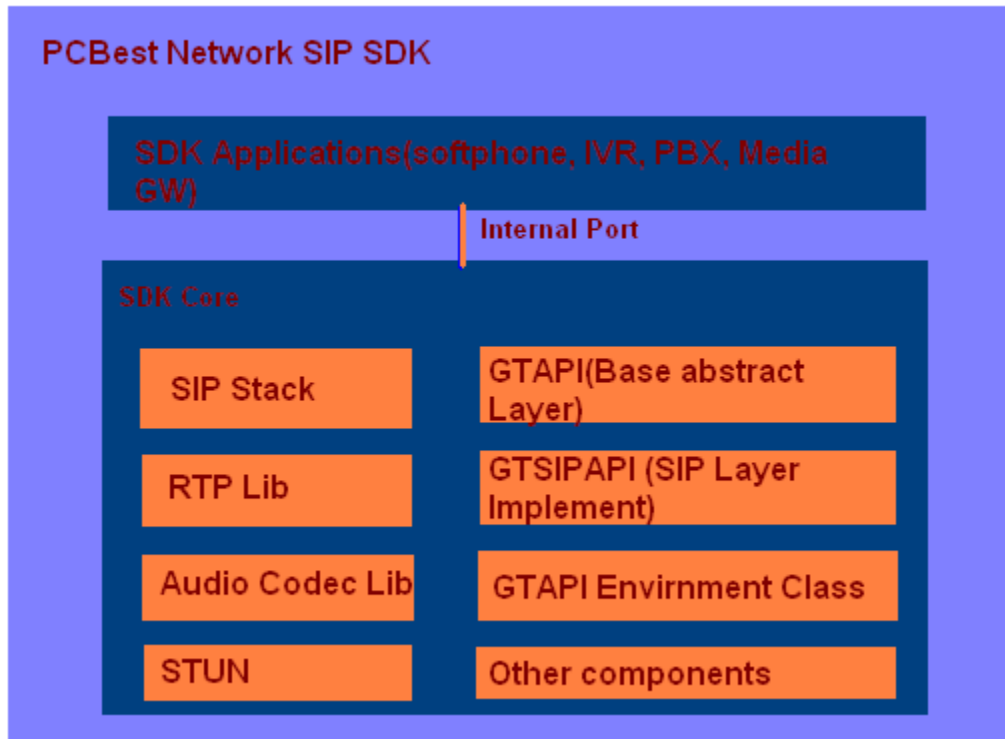 PCBest Network SIP SDK
SDK Applications(softphone, IVR, PBX, Media
GW)
Internal Port
SDK Core
SIP Stack
GTAPI(Base abstract
Layer)
RTP Lib
GTSIPAPI (SIP Layer
Implement)
Audio Codec Lib
GTAPI Envirnment Class
STUN
Other components